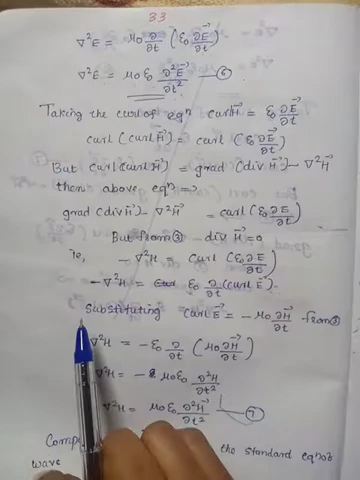 33
∇²E = μ₀ ∂/∂t (ε₀ ∂E⃗/∂t)
∇²E⃗ = μ₀ε₀ ∂²E⃗/∂t² — ⑥
Taking the curl of eqⁿ curl H⃗ = ε₀ ∂E⃗/∂t
curl (curl H⃗) = curl (ε₀ ∂E⃗/∂t)
But curl (curl H⃗) = grad (div H⃗) - ∇²H⃗
then above eqⁿ ⇒
grad (div H⃗) - ∇²H⃗ = curl (ε₀ ∂E⃗/∂t)
But from ③ - div H⃗ = 0
ie, -∇²H⃗ = curl (ε₀ ∂E/∂t)
-∇²H⃗ = ε₀ ∂/∂t (curl E⃗)
Substituting curl E⃗ = -μ₀ ∂H⃗/∂t from
∇²H⃗ = -ε₀ ∂/∂t (μ₀ ∂H⃗/∂t)
∇²H = - μ₀ε₀ ∂²H⃗/∂t²
∇²H⃗ = μ₀ε₀ ∂²H⃗/∂t² — ⑦
the standard eqⁿ of
wave